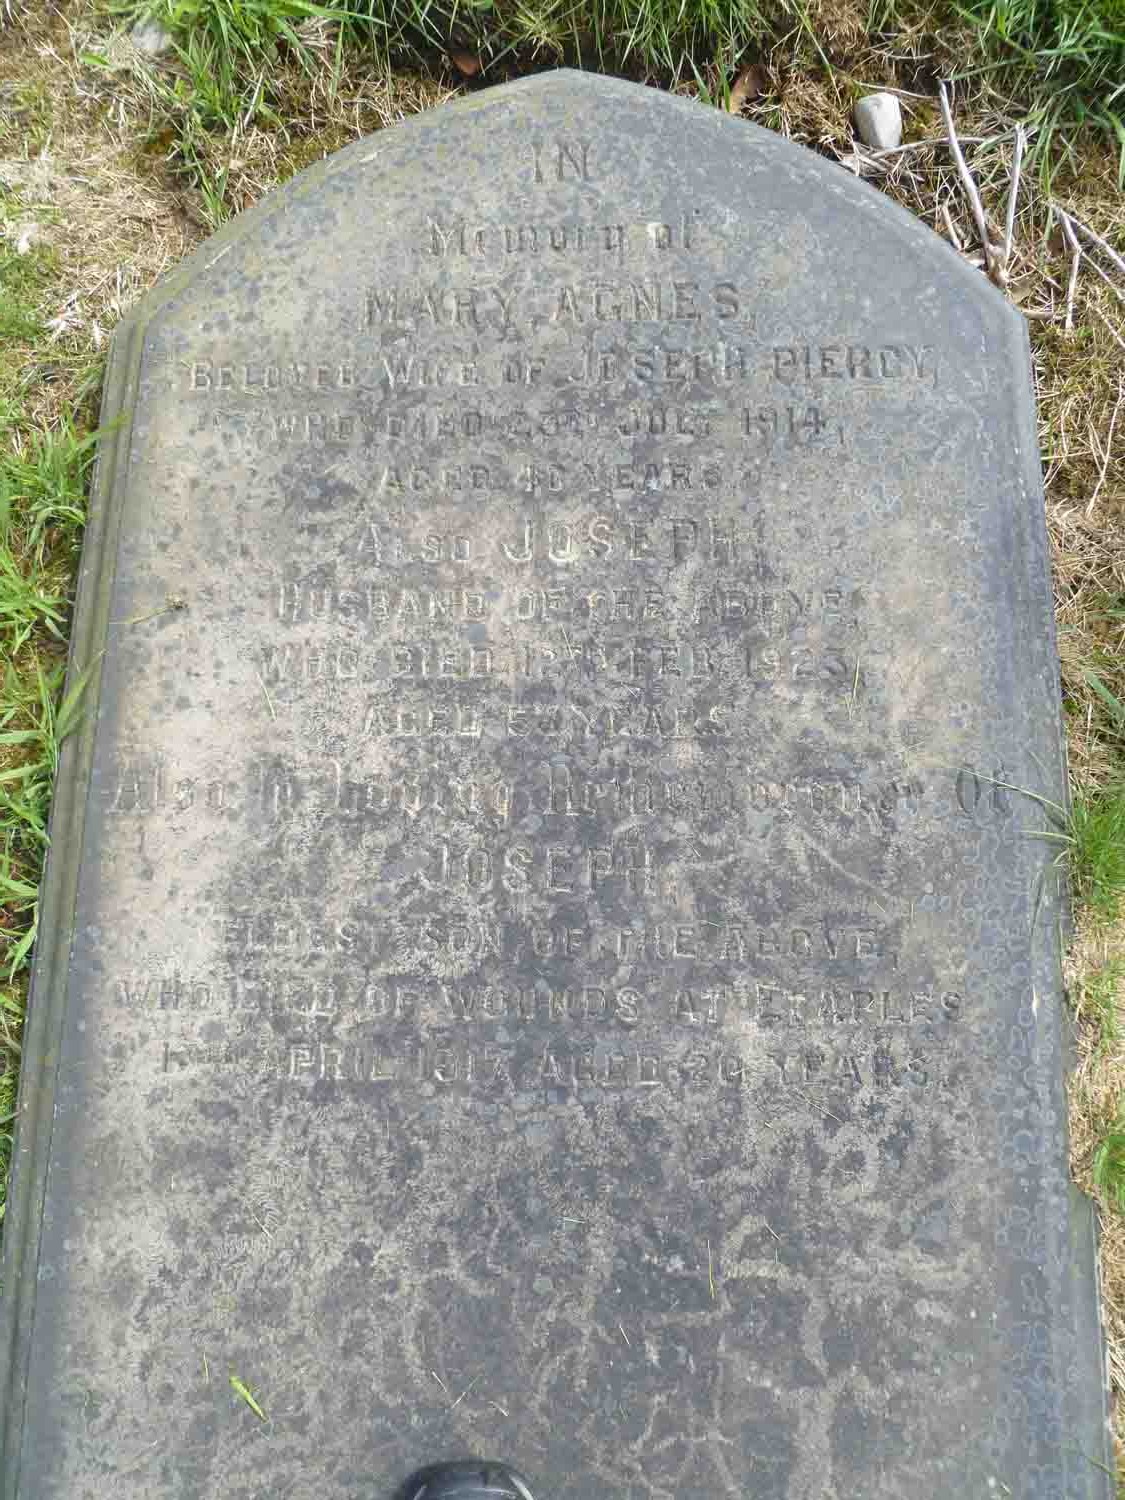 IN
Memory of
MARY AGNES,
BELOVED WIFE OF JOSEPH PIERCY,
WHO DIED 23RD JULY 1914,
AGED 46 YEARS.
ALSO JOSEPH,
HUSBAND OF THE ABOVE,
WHO DIED 12TH FEB 1923,
AGED 53 YEARS.
Also In Loving Remembrance Of
JOSEPH,
ELDEST SON OF THE ABOVE,
WHO DIED OF WOUNDS AT ETAPLES
APRIL 1917, AGED 20 YEARS.